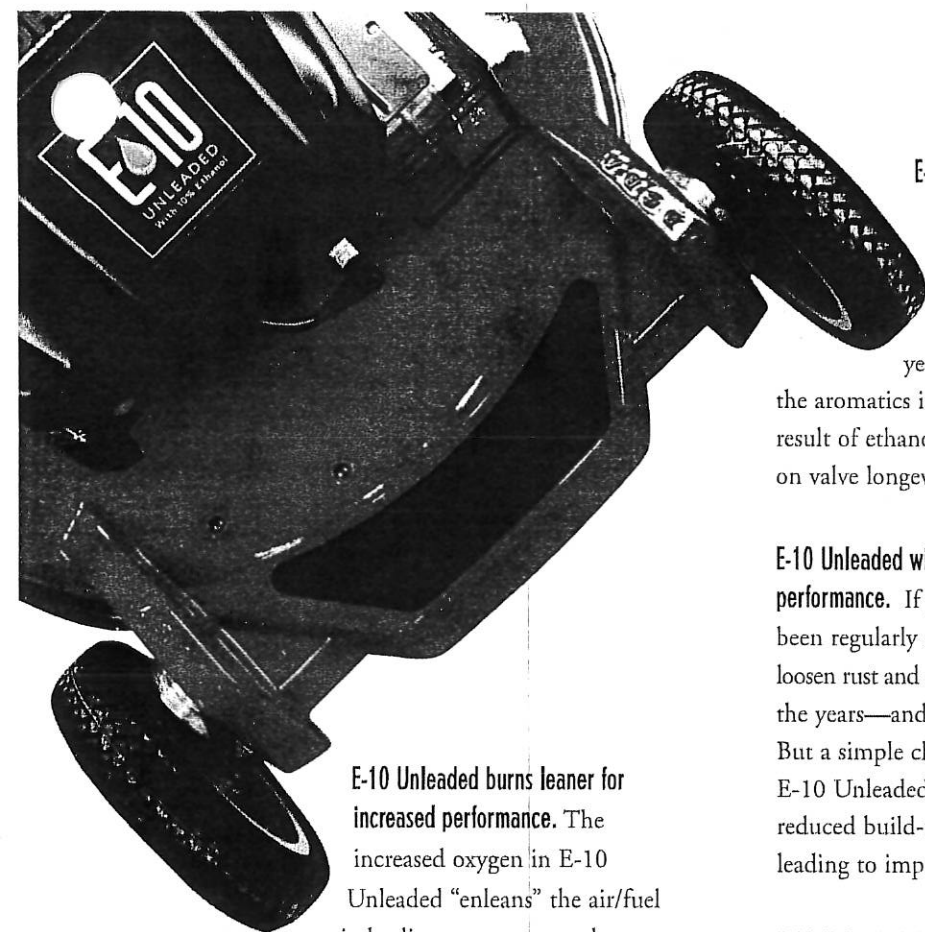 E-10
UNLEADED
With 10% Ethanol
E-10 Unleaded burns leaner for
increased performance. The
increased oxygen in E-10
Unleaded “enleans” the air/fuel
E-
ye
the aromatics i
result of ethano
on valve longev
E-10 Unleaded wi
performance. If
been regularly
loosen rust and
the years—and
But a simple cl
E-10 Unleaded
reduced build-
leading to imp